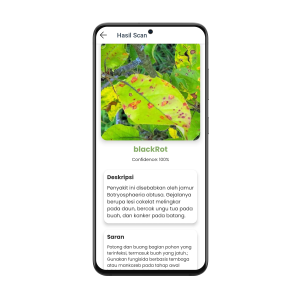 Hasil Scan
blackRot
Confidence: 100%
Deskripsi
Penyakit ini disebabkan oleh jamur
Botryosphaeria obtusa. Gejalanya
berupa lesi cokelat melingkar
pada daun, bercak ungu tua pada
buah, dan kanker pada batang.
Saran
Potong dan buang bagian pohon yang
terinfeksi, termasuk buah yang jatuh.;
Gunakan fungisida berbasis tembaga
atau mankozeb pada tahap awal